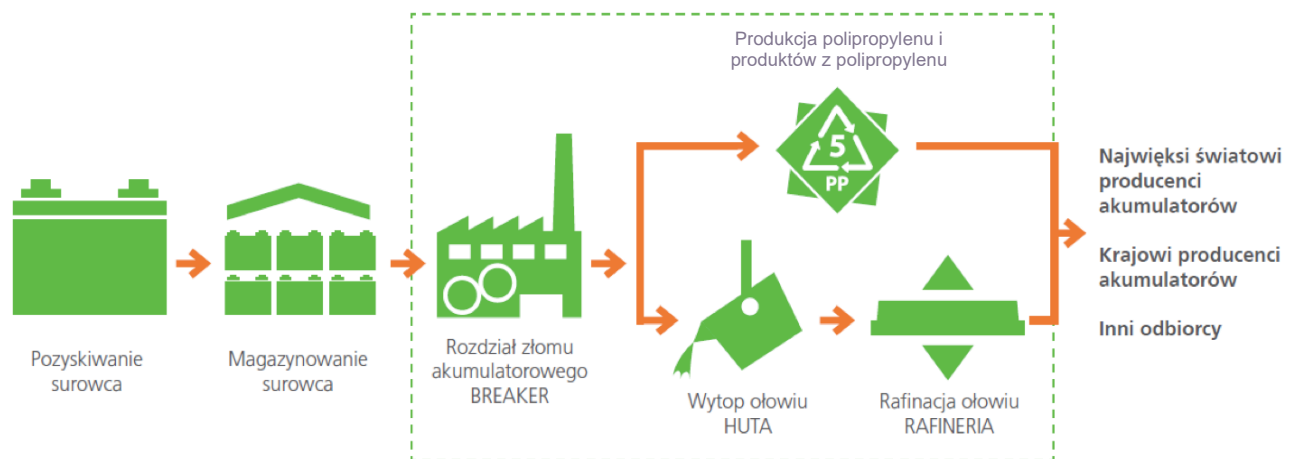 Produkcja polipropylenu i
produktów z polipropylenu
5
PP
Pozyskiwanie
surowca
Magazynowanie
surowca
Rozdział złomu
akumulatorowego
BREAKER
Wytop ołowiu
HUTA
Rafinacja ołowiu
RAFINERIA
Najwięksi światowi
producenci
akumulatorów
Krajowi producenci
akumulatorów
Inni odbiorcy